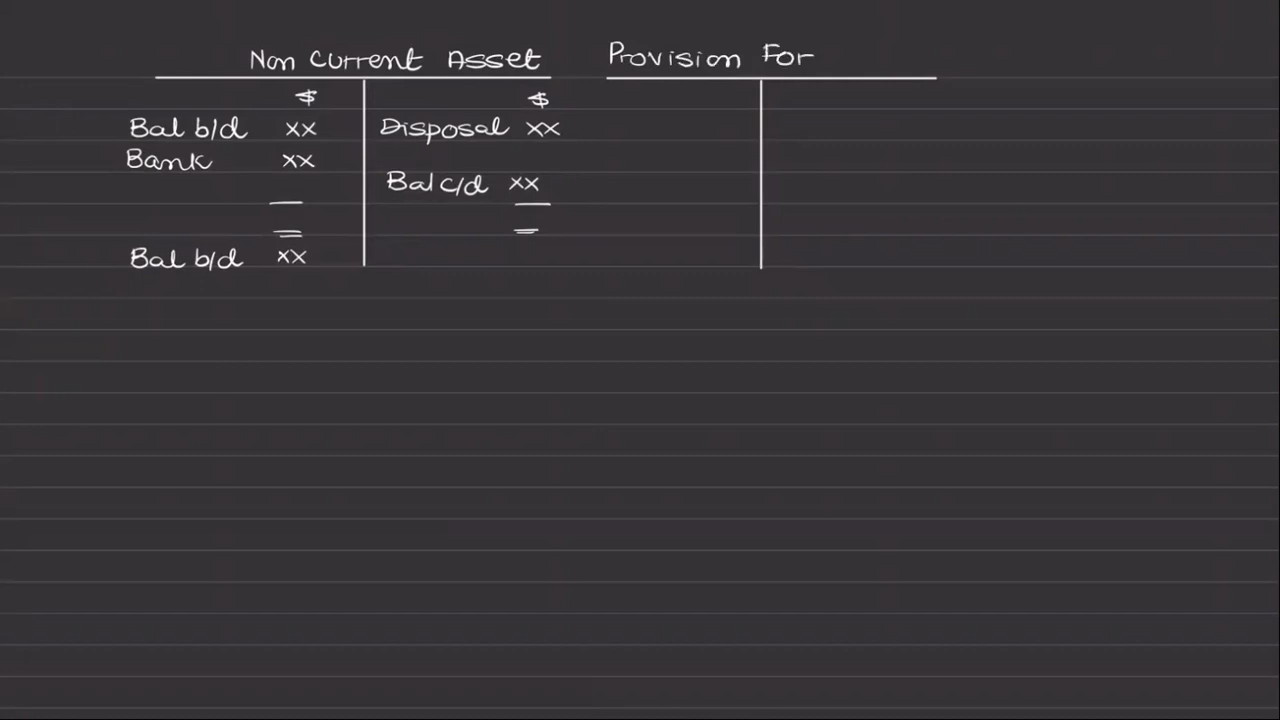 Non Current Asset Provision For
$ $
Bal b/d xx Disposal xx
Bank xx
Bal c/d xx
Bal b/d xx